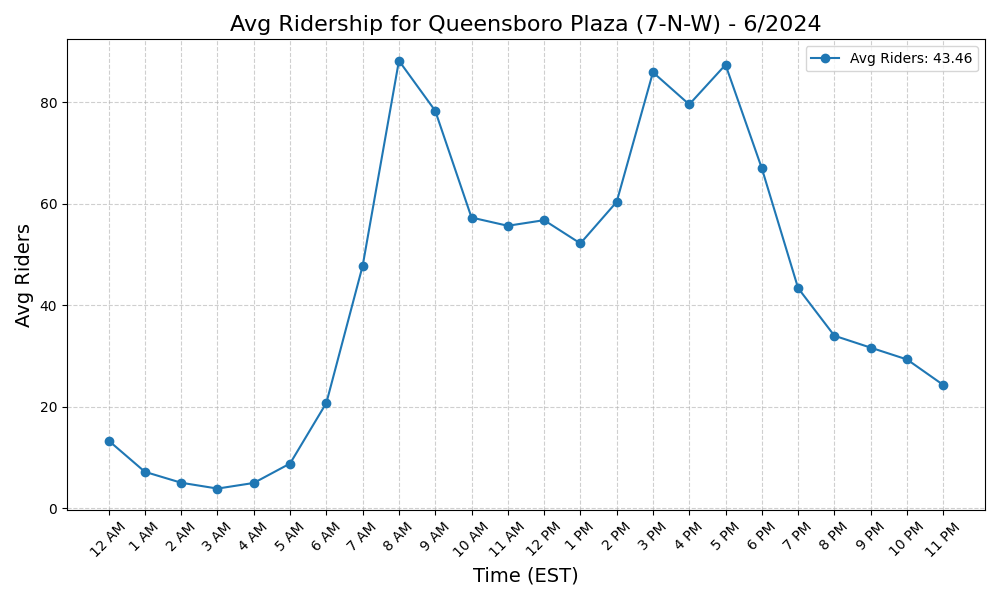 Avg Ridership for Queensboro Plaza (7-N-W) - 6/2024
Avg Riders: 43.46
Avg Riders
80
60
40
20
0
12 AM
1 AM
2 AM
3 AM
4 AM
5 AM
6 AM
7 AM
8 AM
9 AM
10 AM
11 AM
12 PM
1 PM
2 PM
3 PM
4 PM
5 PM
6 PM
7 PM
8 PM
9 PM
10 PM
11 PM
Time (EST)